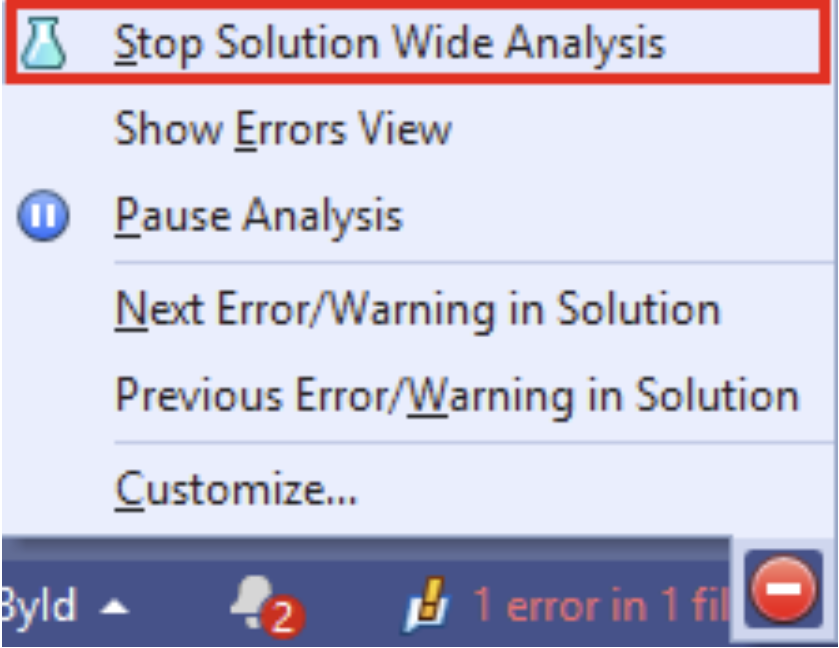 Stop Solution Wide Analysis
Show Errors View
Pause Analysis
Next Error/Warning in Solution
Previous Error/Warning in Solution
Customize...
ById 2 1 error in 1 fil